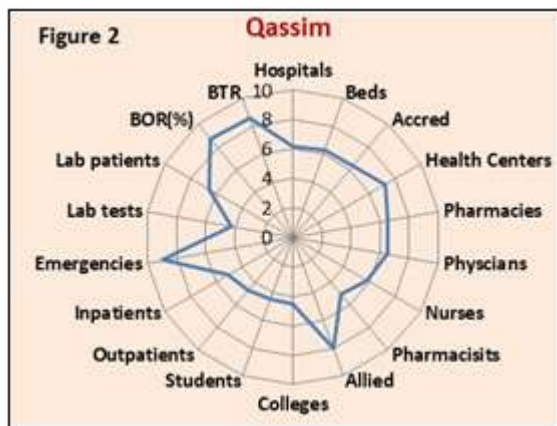 Figure 2
Qassim
Hospitals
Beds
Accred
Health Centers
Pharmacies
Physcians
Nurses
Pharmacisits
Allied
Colleges
Students
Outpatients
Inpatients
Emergencies
Lab tests
Lab patients
BOR(%)
BTR
10
8
6
4
2
0